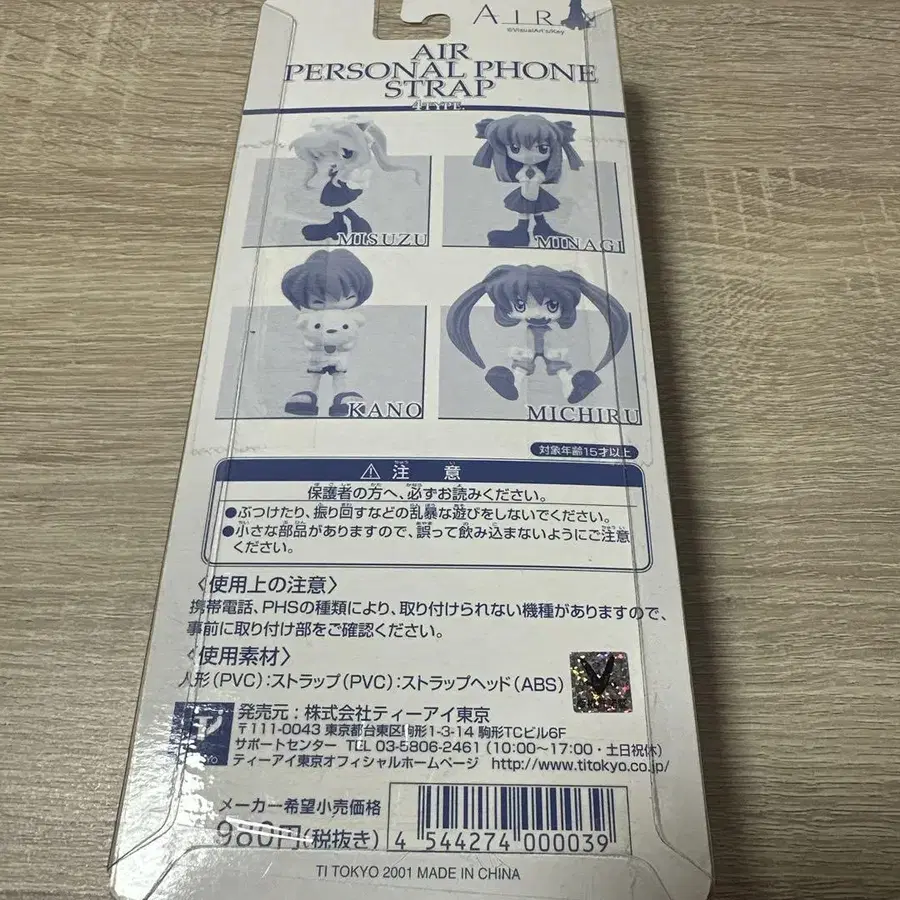 AIR
©VisualArt's/Key
AIR
PERSONAL PHONE
STRAP
4TYPE.
MISUZU
MINAGI
KANO
MICHIRU
対象年齢15才以上
⚠注意
保護者の方へ、必ずお読みください。
●ぶつけたり、振り回すなどの乱暴な遊びをしないでください。
●小さな部品がありますので、誤って飲み込まないようにご注意
ください。
〈使用上の注意〉
携帯電話、PHSの種類により、取り付けられない機種がありますので、
事前に取り付け部をご確認ください。
〈使用素材〉
人形(PVC):ストラップ(PVC):ストラップヘッド(ABS)
発売元:株式会社ティーアイ東京
〒111-0043 東京都台東区駒形1-3-14 駒形TCビル6F
サポートセンター TEL 03-5806-2461 (10:00〜17:00・土日祝休)
ティーアイ東京オフィシャルホームページ http://www.titokyo.co.jp/
メーカー希望小売価格
980円(税抜き)
4 544274 000039
TI TOKYO 2001 MADE IN CHINA